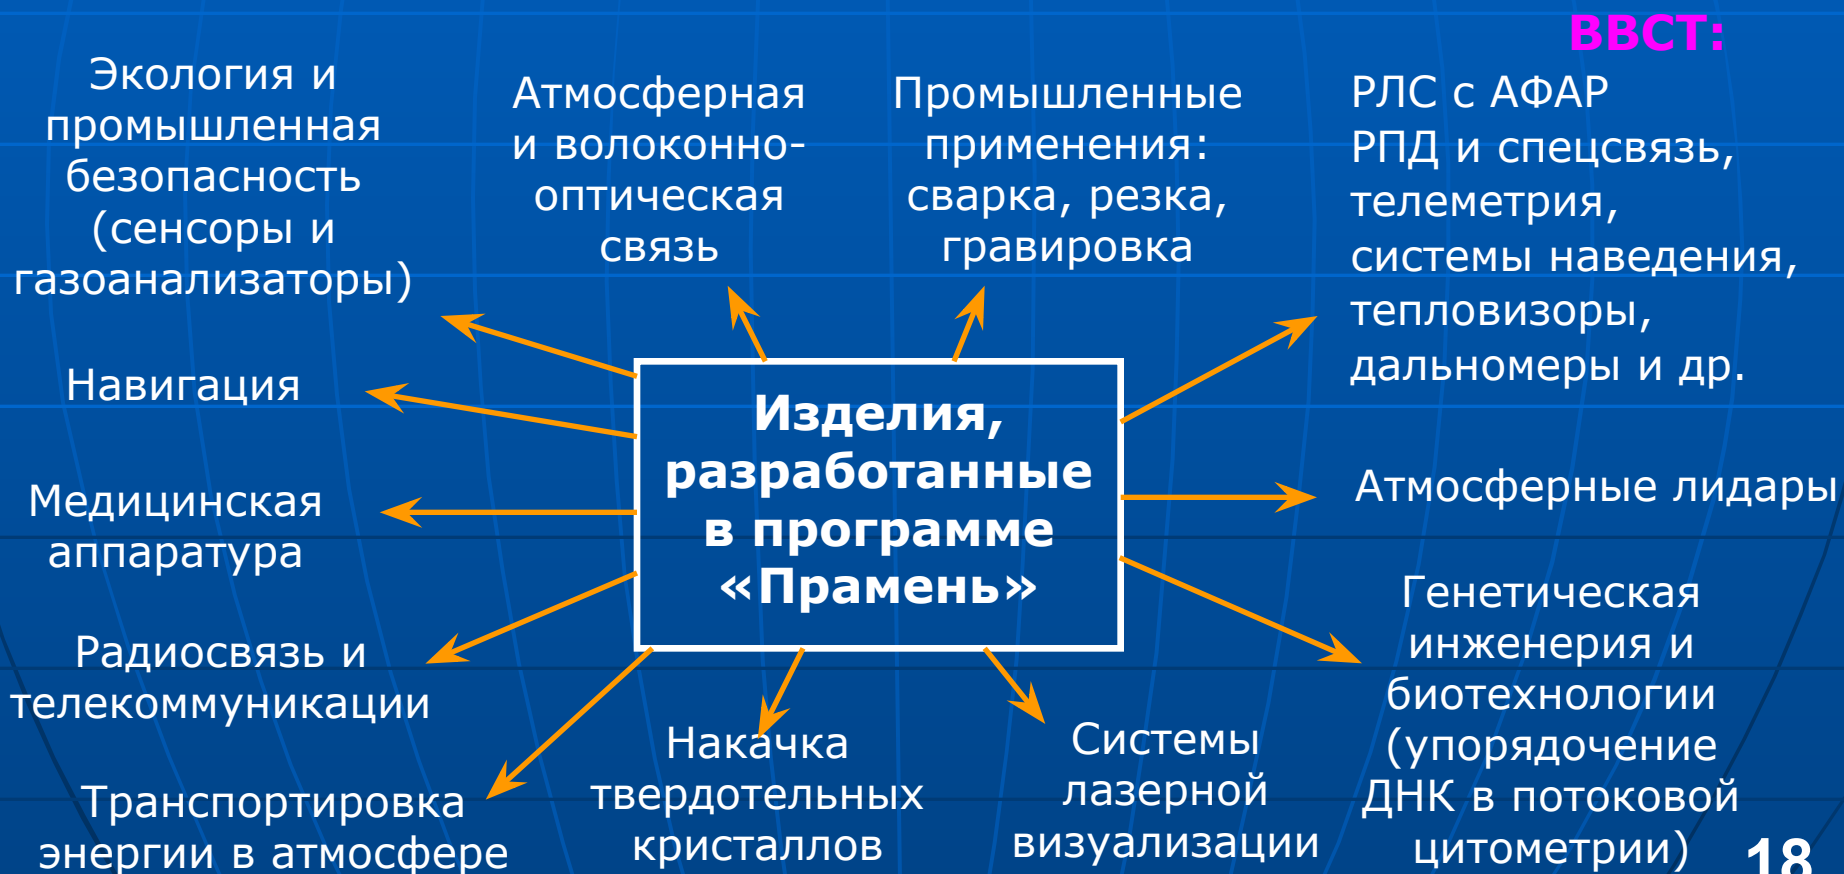 ВВСТ:
Экология и
промышленная
безопасность
(сенсоры и
газоанализаторы)
Атмосферная
и волоконно-
оптическая
связь
Промышленные
применения:
сварка, резка,
гравировка
РЛС с АФАР
РПД и спецсвязь,
телеметрия,
системы наведения,
тепловизоры,
дальномеры и др.
Навигация
Изделия,
разработанные
в программе
«Прамень»
Атмосферные лидары
Медицинская
аппаратура
Генетическая
инженерия и
биотехнологии
(упорядочение
ДНК в потоковой
цитометрии)
Радиосвязь и
телекоммуникации
Транспортировка
энергии в атмосфере
Накачка
твердотельных
кристаллов
Системы
лазерной
визуализации
18